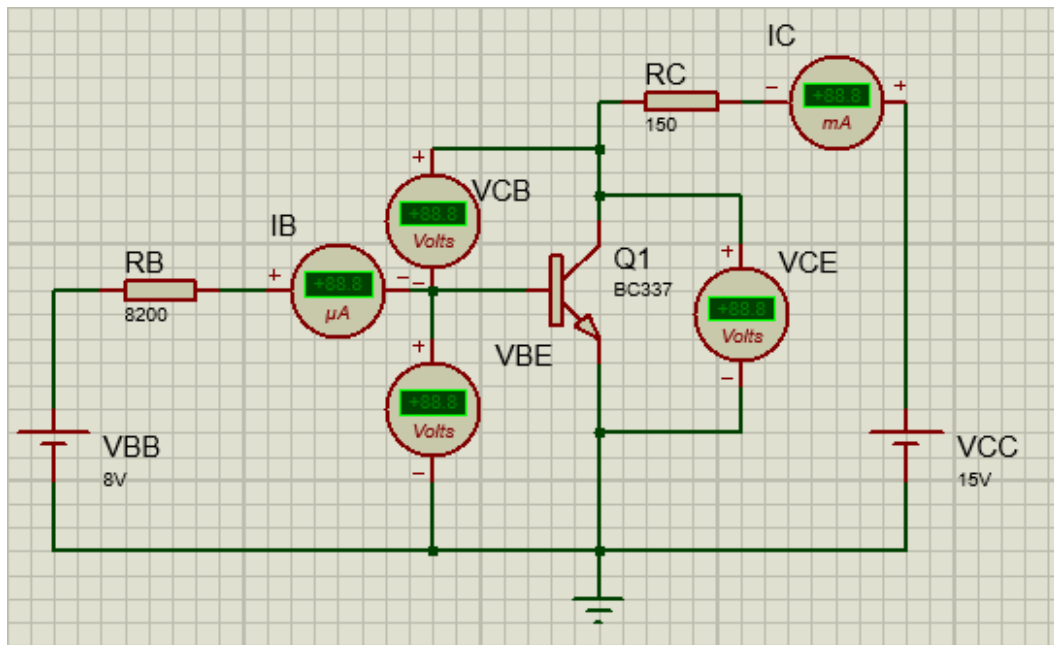 IC
RC
+88.8
mA
150
VCB
+88.8
Volts
IB
RB
+88.8
µA
8200
Q1
BC337
VCE
+88.8
Volts
VBE
+88.8
Volts
VBB
8V
VCC
15V